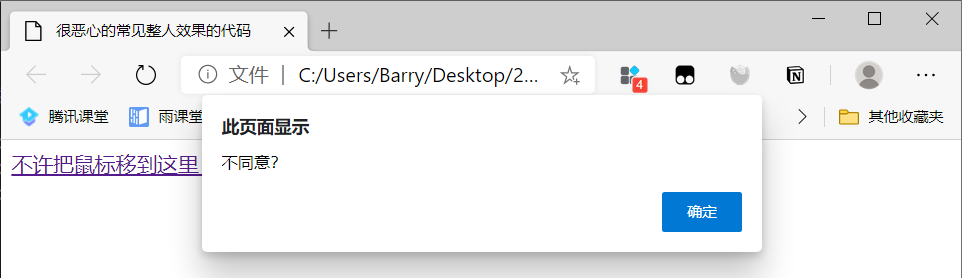 很恶心的常见整人效果的代码
文件 | C:/Users/Barry/Desktop/2...
4
腾讯课堂 雨课堂 其他收藏夹
此页面显示
不许把鼠标移到这里
不同意?
确定